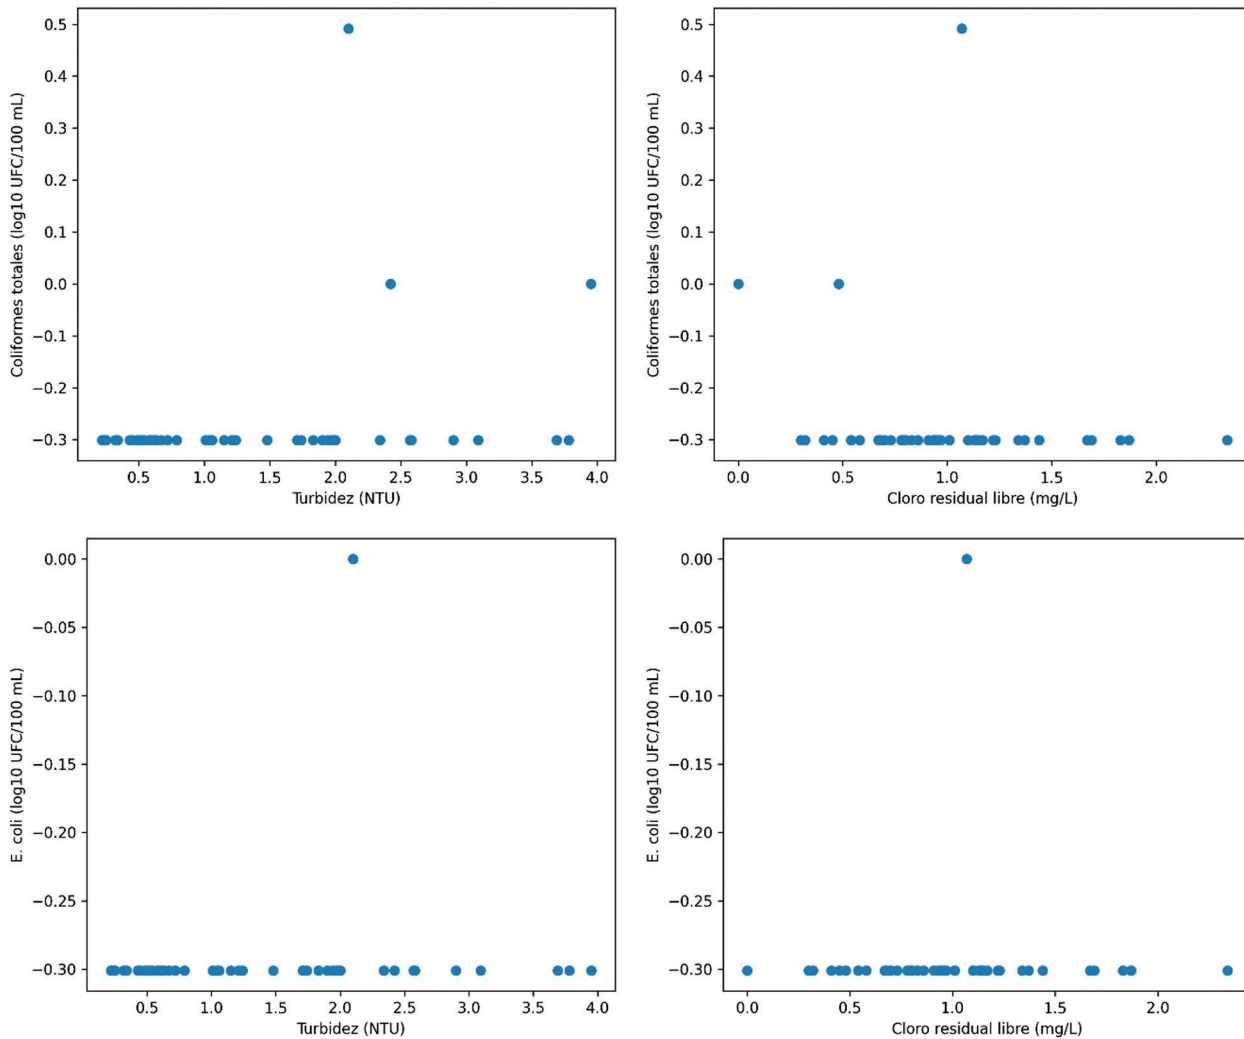 0.5
0.4
0.3
0.2
0.1
0.0
−0.1
−0.2
−0.3
Coliformes totales (log10 UFC/100 mL)
0.5 1.0 1.5 2.0 2.5 3.0 3.5 4.0
Turbidez (NTU)
0.5
0.4
0.3
0.2
0.1
0.0
−0.1
−0.2
−0.3
Coliformes totales (log10 UFC/100 mL)
0.0 0.5 1.0 1.5 2.0
Cloro residual libre (mg/L)
0.00
−0.05
−0.10
−0.15
−0.20
−0.25
−0.30
E. coli (log10 UFC/100 mL)
0.5 1.0 1.5 2.0 2.5 3.0 3.5 4.0
Turbidez (NTU)
0.00
−0.05
−0.10
−0.15
−0.20
−0.25
−0.30
E. coli (log10 UFC/100 mL)
0.0 0.5 1.0 1.5 2.0
Cloro residual libre (mg/L)